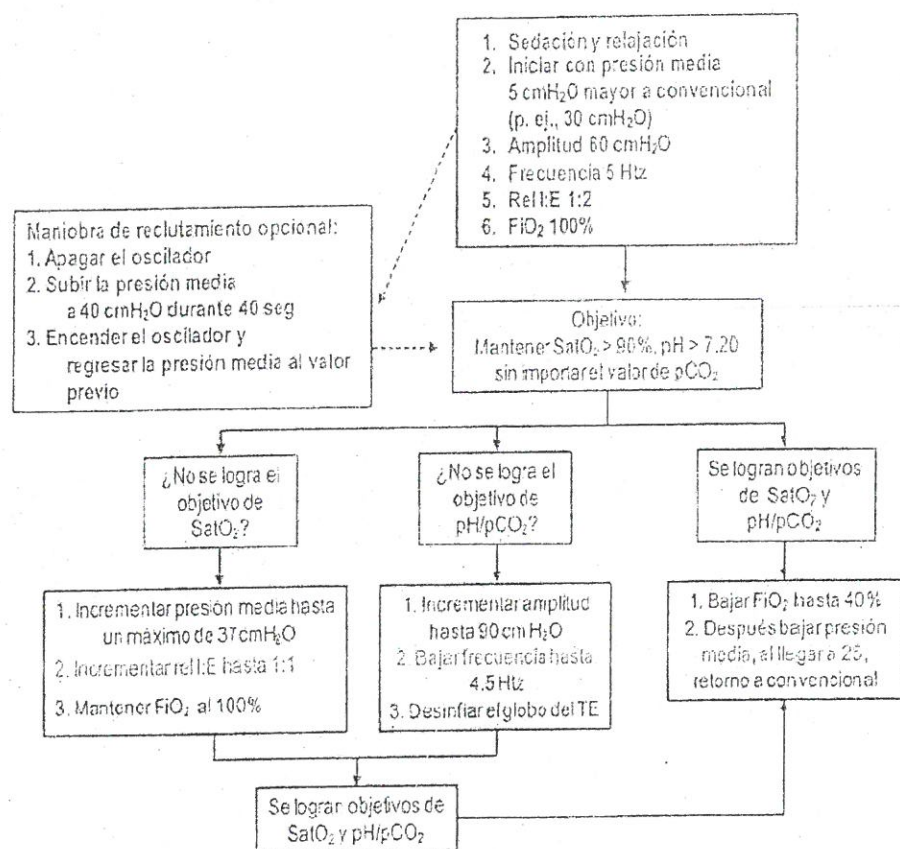 1. Sedación y relajación
2. Iniciar con presión media
5 cmH₂O mayor a convencional
(p. ej., 30 cmH₂O)
3. Amplitud 60 cmH₂O
4. Frecuencia 5 Htz
5. Rel I:E 1:2
6. FiO₂ 100%
Maniobra de reclutamiento opcional:
1. Apagar el oscilador
2. Subir la presión media
a 40 cmH₂O durante 40 seg
3. Encender el oscilador y
regresar la presión media al valor
previo
Objetivo:
Mantener SatO₂ > 90%, pH > 7.20
sin importar el valor de pCO₂
¿No se logra el
objetivo de
SatO₂?
¿No se logra el
objetivo de
pH/pCO₂?
Se logran objetivos
de SatO₂ y
pH/pCO₂
1. Incrementar presión media hasta
un máximo de 37cmH₂O
2. Incrementar rel I:E hasta 1:1
3. Mantener FiO₂ al 100%
1. Incrementar amplitud
hasta 90cm H₂O
2. Bajar frecuencia hasta
4.5 Htz
3. Desinflar el globo del TE
1. Bajar FiO₂ hasta 40%
2. Después bajar presión
media, al llegar a 25,
retorno a convencional
Se logran objetivos de
SatO₂ y pH/pCO₂